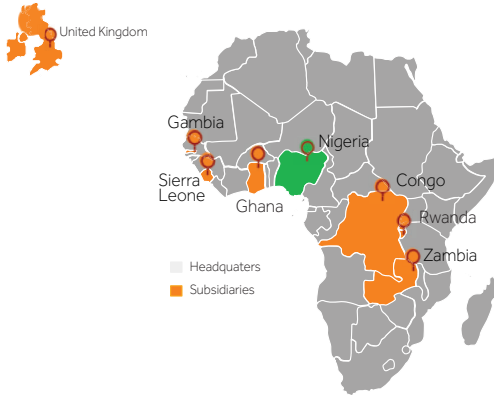 United Kingdom
Gambia
Nigeria
Sierra
Leone
Congo
Ghana
Rwanda
Zambia
Headquaters
Subsidiaries